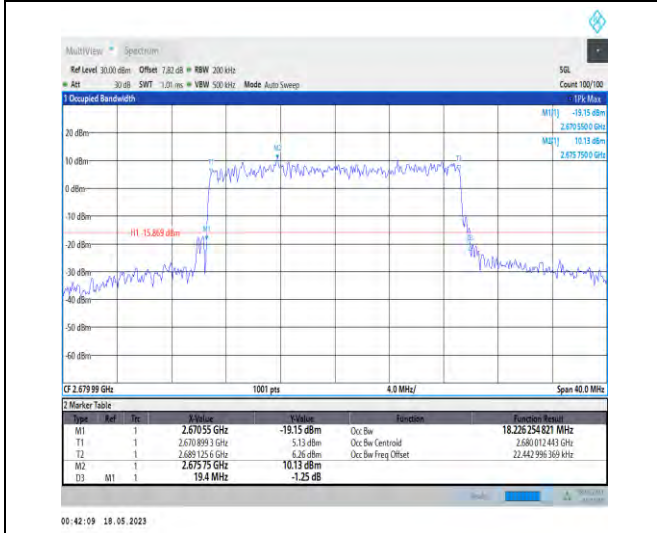 MultiView Spectrum
Ref Level 30.00 dBm Offset 7.82 dB RBW 200 kHz SGL
Att 30 dB SWT 1.01 ms VBW 500 kHz Mode Auto Sweep Count 100/100
1 Occupied Bandwidth 1Pk Max
M1[1] -19.15 dBm
2.670 550 0 GHz
M2[1] 10.13 dBm
2.675 750 0 GHz
20 dBm
M2
10 dBm
T1
0 dBm
-10 dBm
H1 -15.869 dBm
M1
-20 dBm
-30 dBm
-40 dBm
-50 dBm
-60 dBm
CF 2.679 99 GHz 1001 pts 4.0 MHz/ Span 40.0 MHz
2 Marker Table
Type Ref Trc X-Value Y-Value Function Function Result
M1 1 2.670 55 GHz -19.15 dBm Occ Bw 18.226 254 821 MHz
T1 1 2.670 899 3 GHz 5.13 dBm Occ Bw Centroid 2.680 012 443 GHz
T2 1 2.689 125 6 GHz 6.26 dBm Occ Bw Freq Offset 22.442 996 369 kHz
M2 1 2.675 75 GHz 10.13 dBm
D3 M1 1 19.4 MHz -1.25 dB
00:42:09 18.05.2023